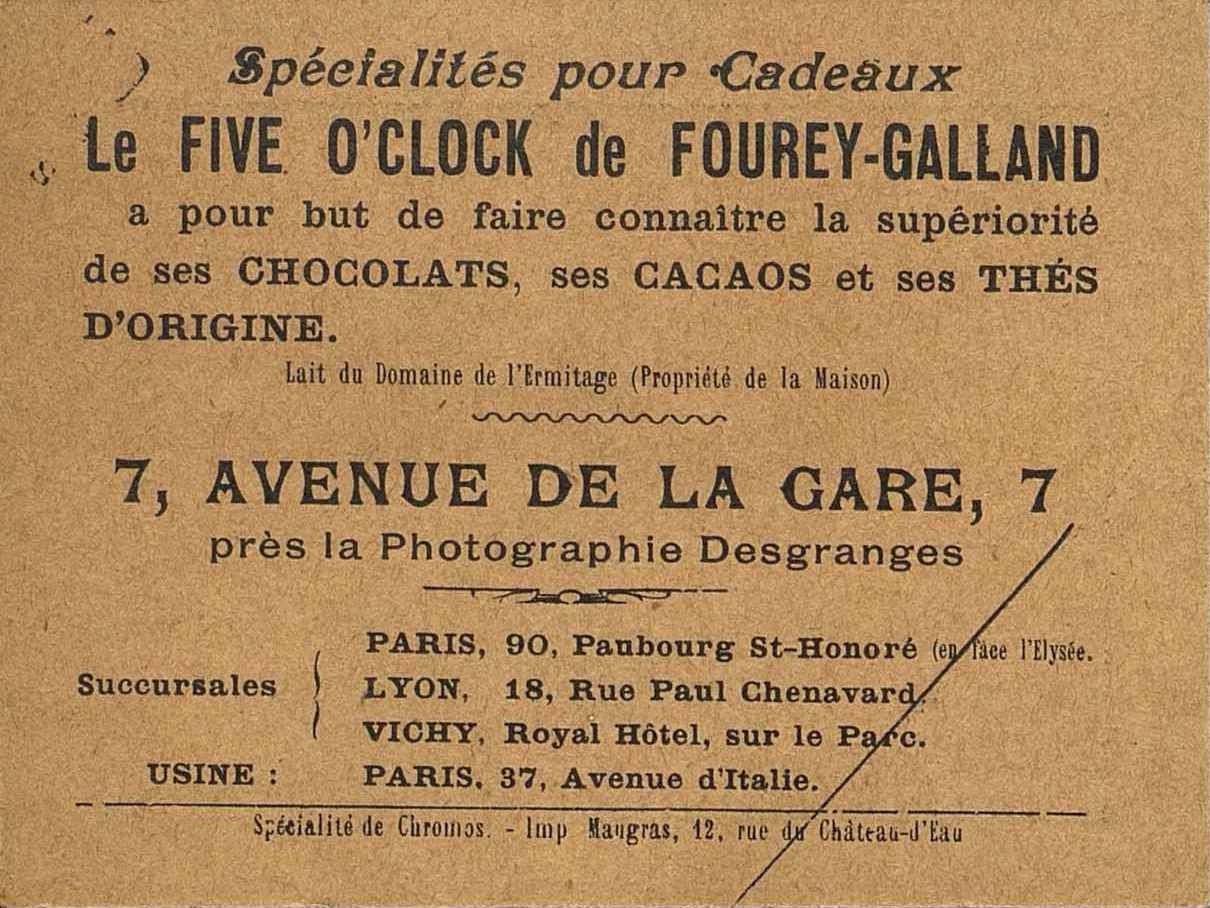 Spécialités pour Cadeaux
Le FIVE O'CLOCK de FOUREY-GALLAND
a pour but de faire connaître la supériorité
de ses CHOCOLATS, ses CACAOS et ses THÉS
D'ORIGINE.
Lait du Domaine de l'Ermitage (Propriété de la Maison)
7, AVENUE DE LA GARE, 7
près la Photographie Desgranges
Succursales
PARIS, 90, Faubourg St-Honoré (en face l'Elysée.
LYON, 18, Rue Paul Chenavard.
VICHY, Royal Hôtel, sur le Parc.
USINE : PARIS, 37, Avenue d'Italie.
Spécialité de Chromos. - Imp Maugras, 12, rue du Château-d'Eau